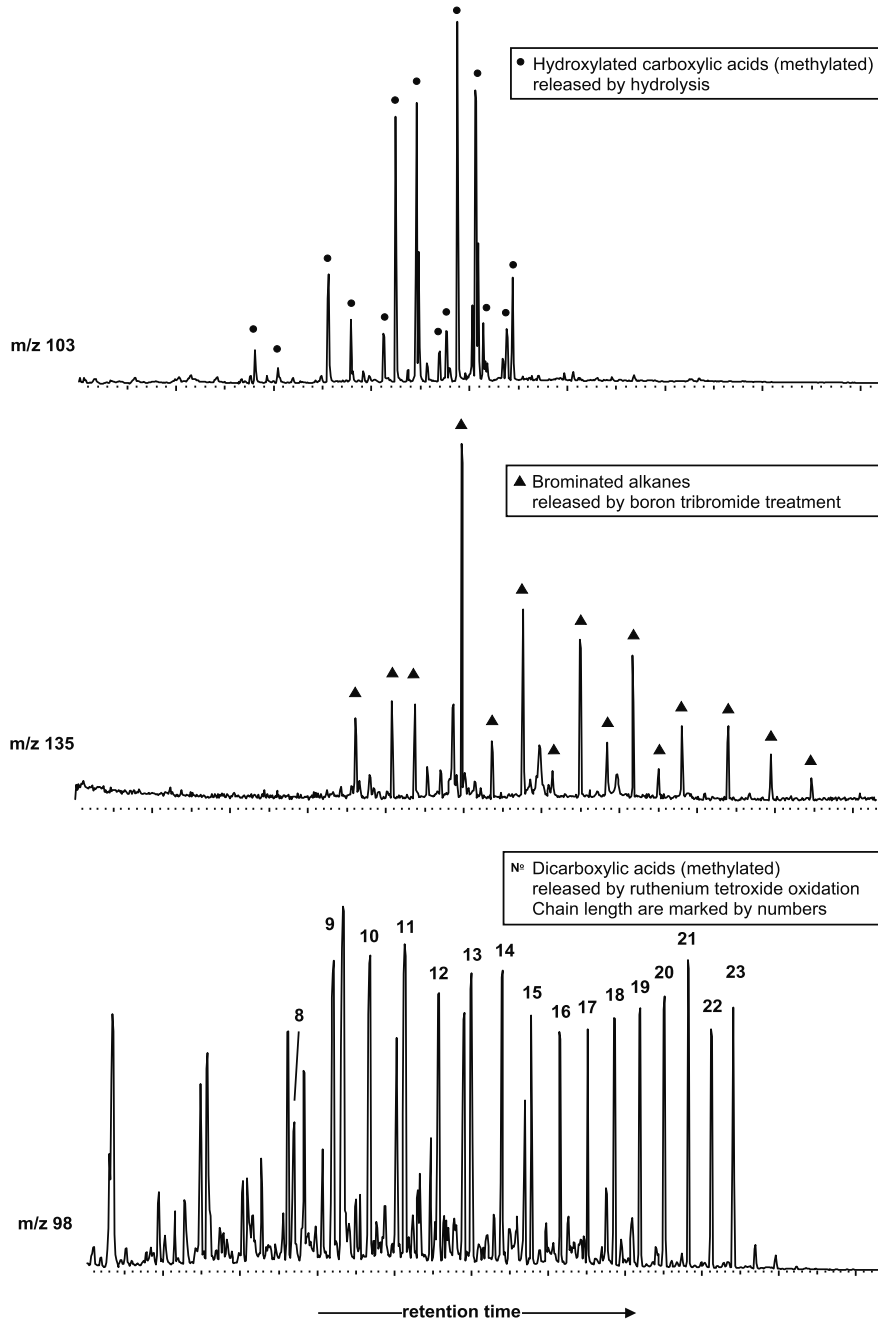 ● Hydroxylated carboxylic acids (methylated)
released by hydrolysis
m/z 103
▲ Brominated alkanes
released by boron tribromide treatment
m/z 135
Nº Dicarboxylic acids (methylated)
released by ruthenium tetroxide oxidation
Chain length are marked by numbers
8
9
10
11
12
13
14
15
16
17
18
19
20
21
22
23
m/z 98
retention time